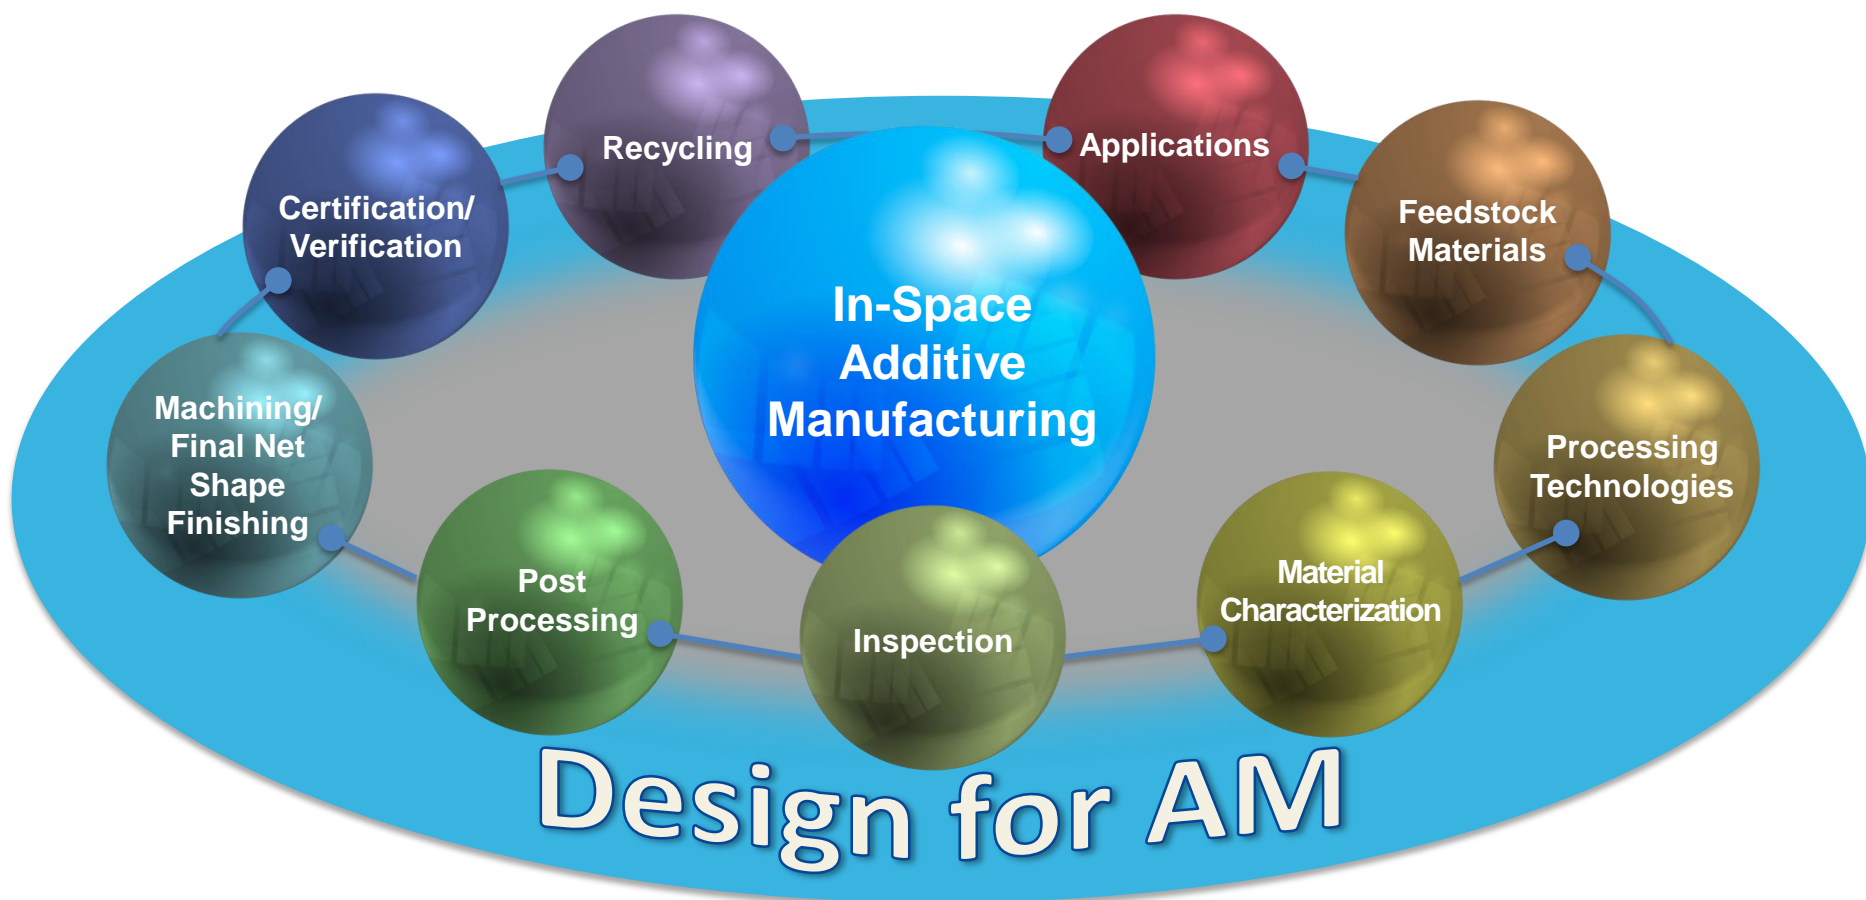 Recycling
Applications
Certification/
Verification
Feedstock
Materials
In-Space
Additive
Manufacturing
Machining/
Final Net
Shape
Finishing
Processing
Technologies
Post
Processing
Inspection
Material
Characterization
Design for AM